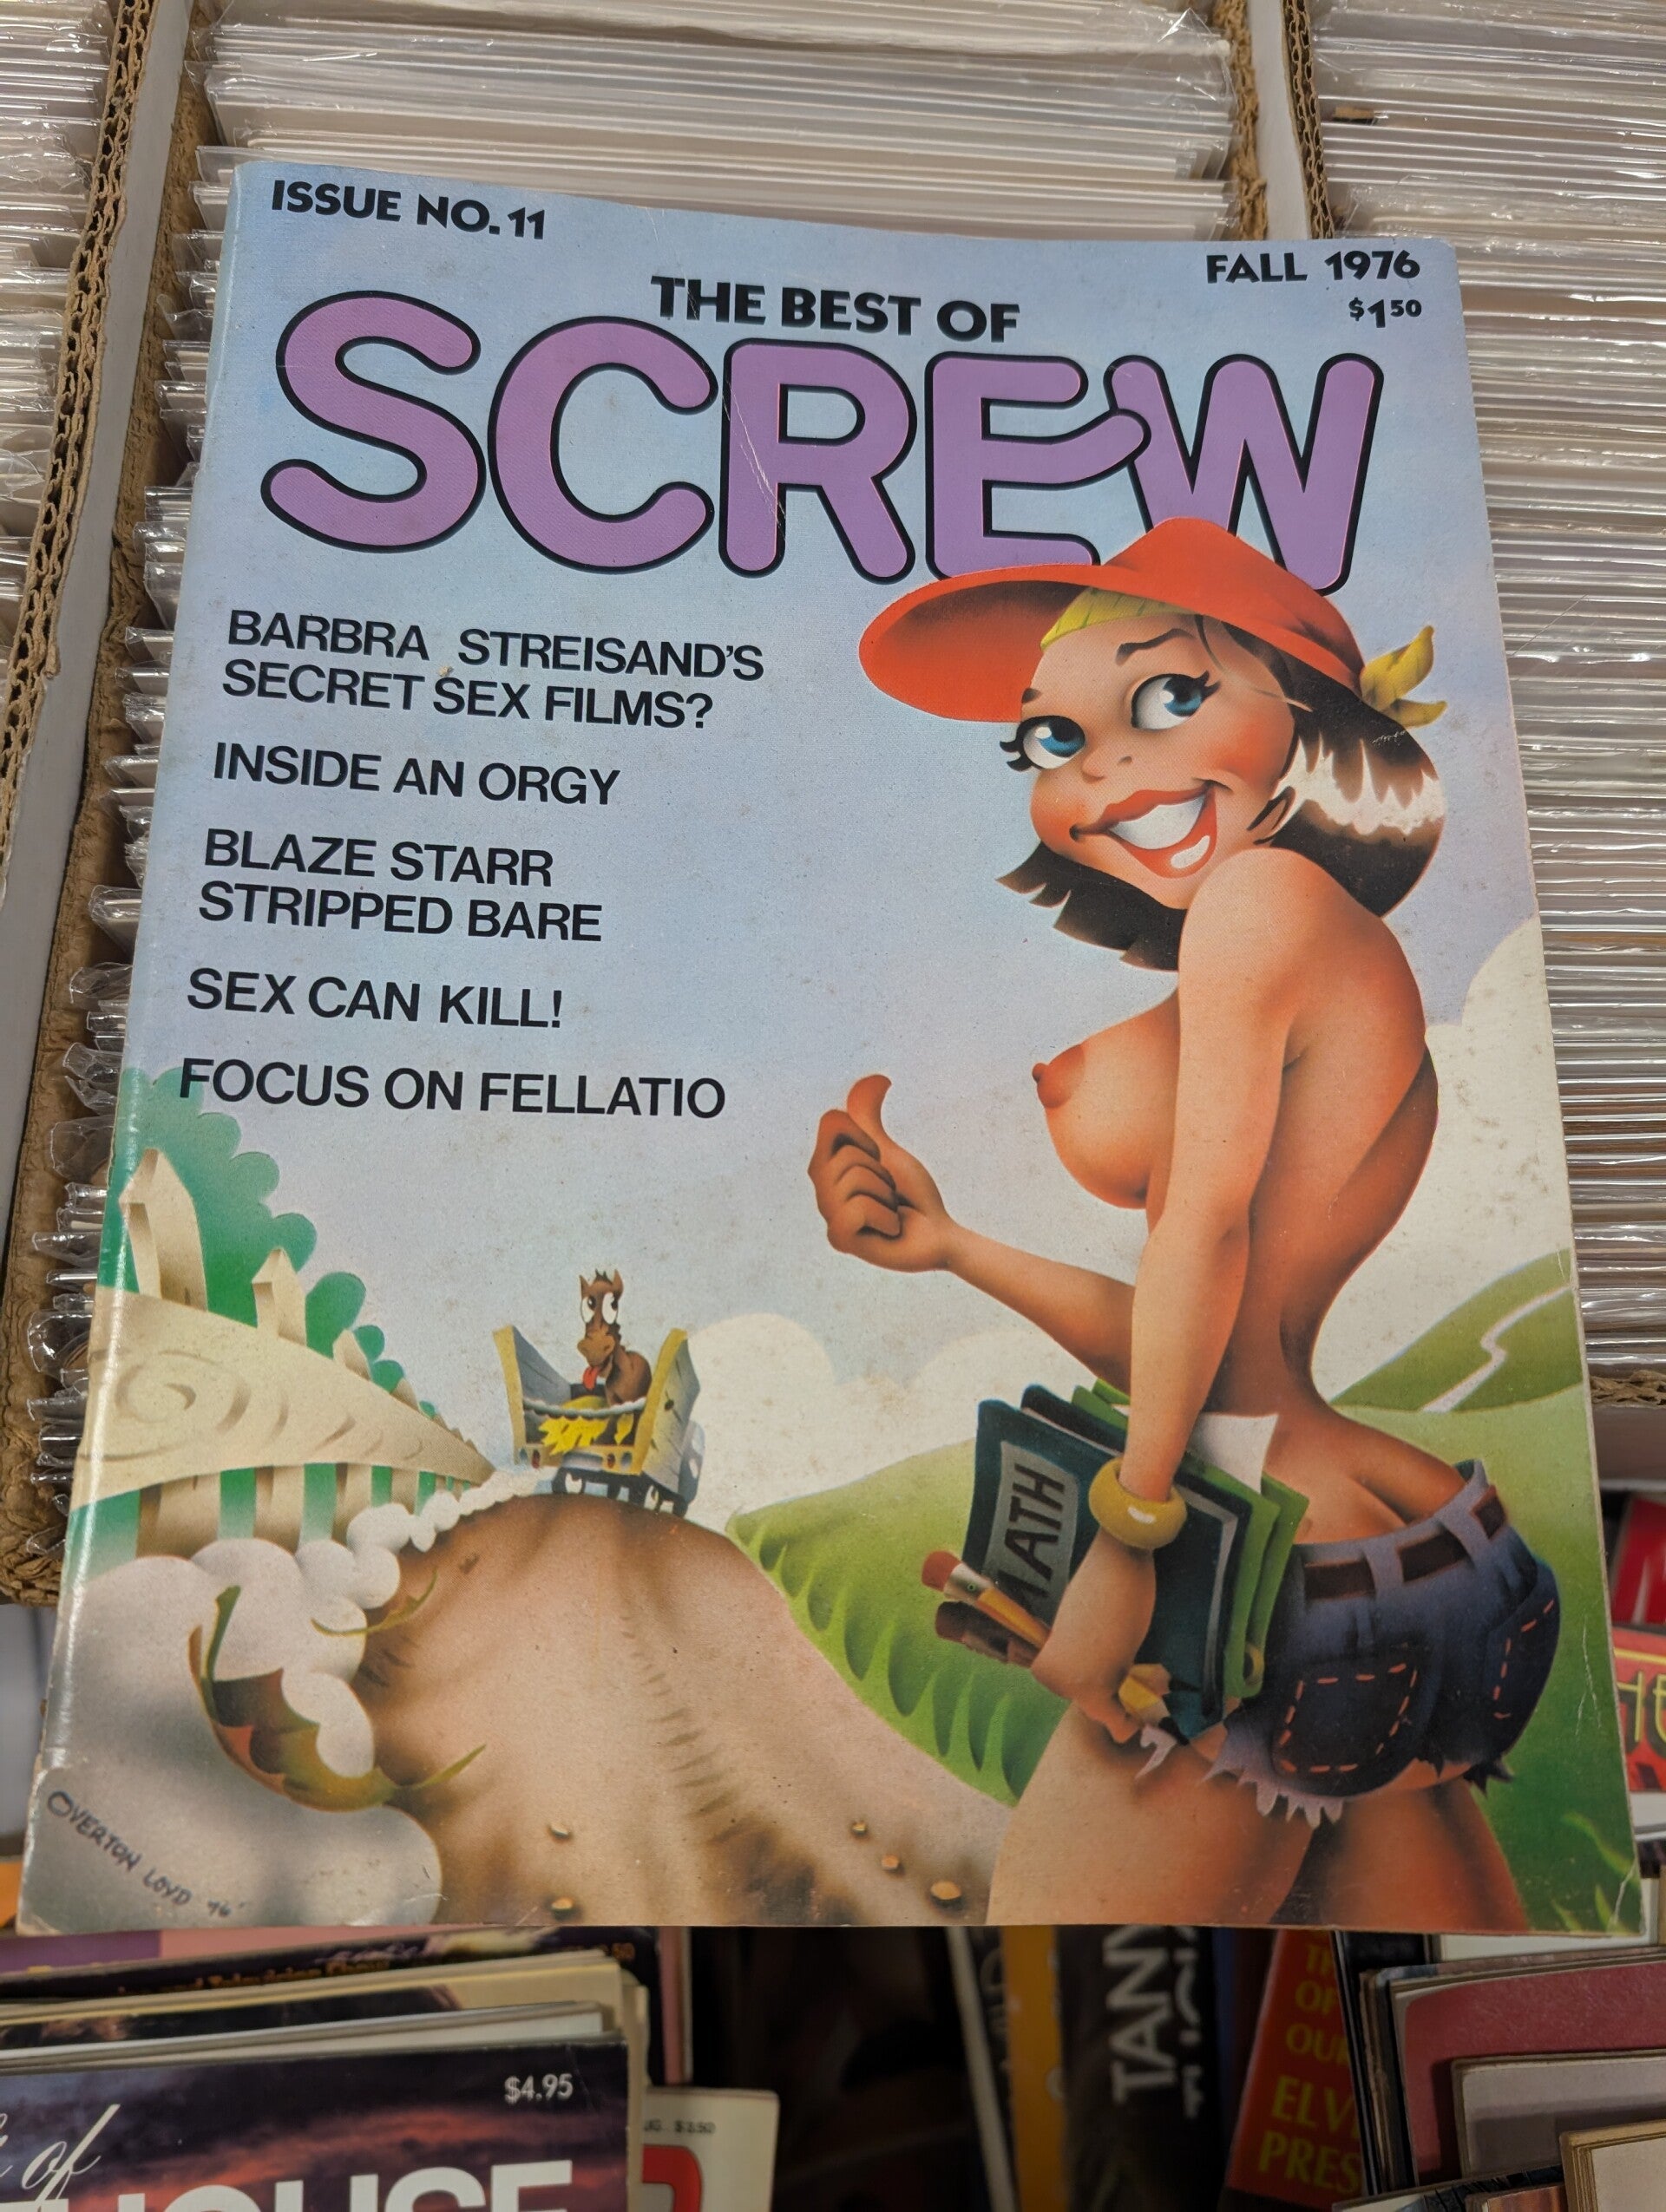 ISSUE NO. 11
FALL 1976
$1.50
THE BEST OF
SCREW
BARBRA STREISAND'S
SECRET SEX FILMS?
INSIDE AN ORGY
BLAZE STARR
STRIPPED BARE
SEX CAN KILL!
FOCUS ON FELLATIO
MATH
OVERTON LOYD '76
$4.95
of